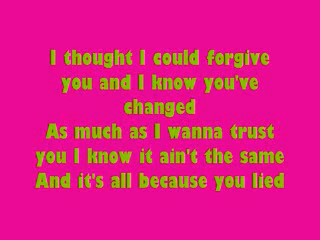 I thought I could forgive
you and I know you've
changed
As much as I wanna trust
you I know it ain't the same
And it's all because you lied